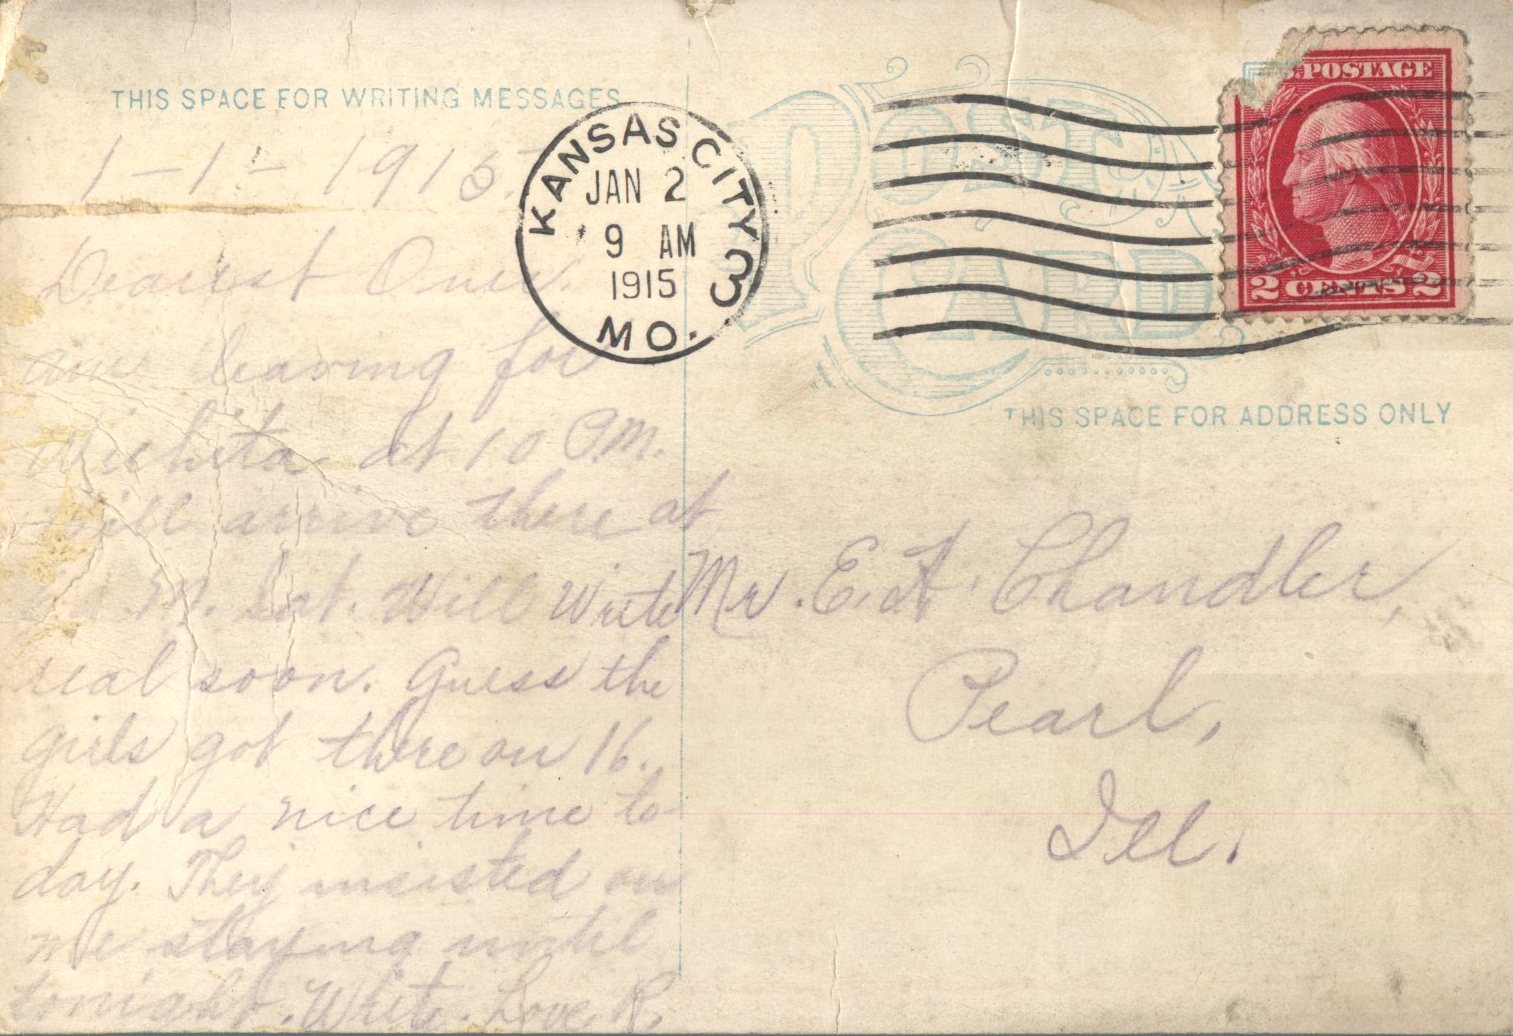 THIS SPACE FOR WRITING MESSAGES
1-1-1915.
Dearest Ones.
am leaving for
Wichita at 10 P.M.
Will arrive there at
M. Sat. Will Write
real soon. Guess the
girls got there on 16.
Had a nice time to-
day. They insisted on
me staying until
tonight. Write. Love, R.
KANSAS CITY 3
JAN 2
9 AM
1915
MO.
POST
CARD
POSTAGE
2 CENTS 2
THIS SPACE FOR ADDRESS ONLY
Mr. E. A. Chandler,
Pearl,
Ill.